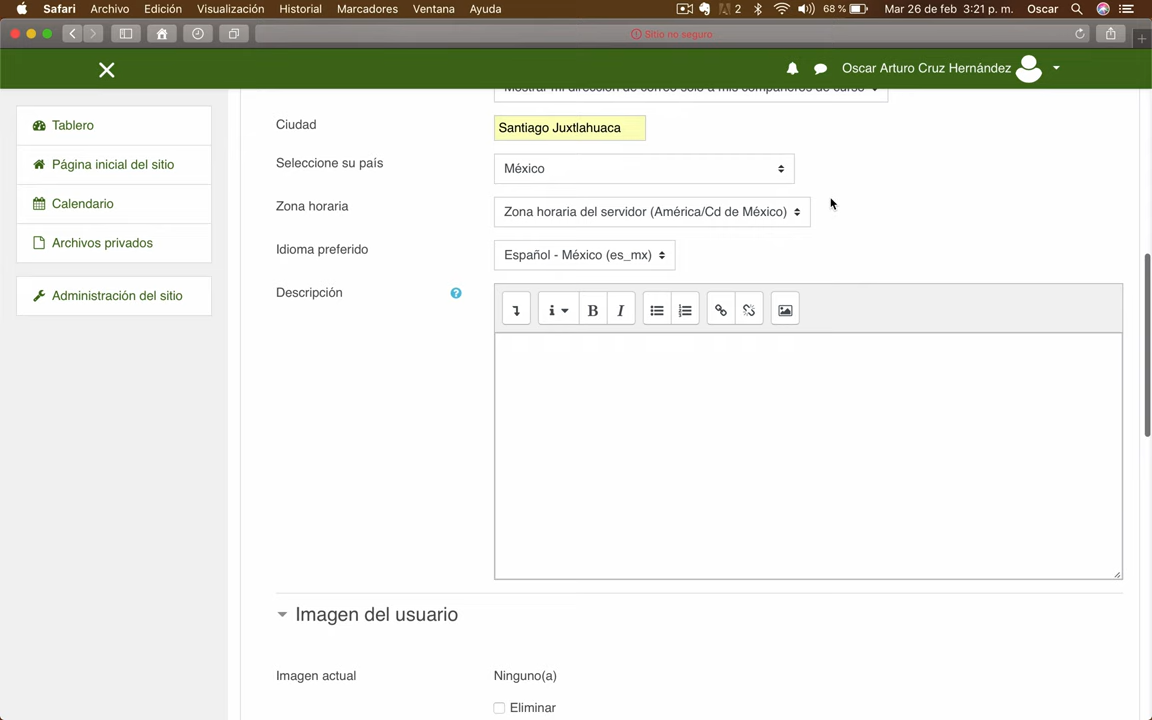 Safari Archivo Edición Visualización Historial Marcadores Ventana Ayuda 2 68 % Mar 26 de feb 3:21 p. m. Oscar
Sitio no seguro
Oscar Arturo Cruz Hernández
Mostrar mi dirección de correo sólo a mis compañeros de curso
Tablero
Página inicial del sitio
Calendario
Archivos privados
Administración del sitio
Ciudad Santiago Juxtlahuaca
Seleccione su país México
Zona horaria Zona horaria del servidor (América/Cd de México)
Idioma preferido Español - México (es_mx)
Descripción
B I
Imagen del usuario
Imagen actual Ninguno(a)
Eliminar